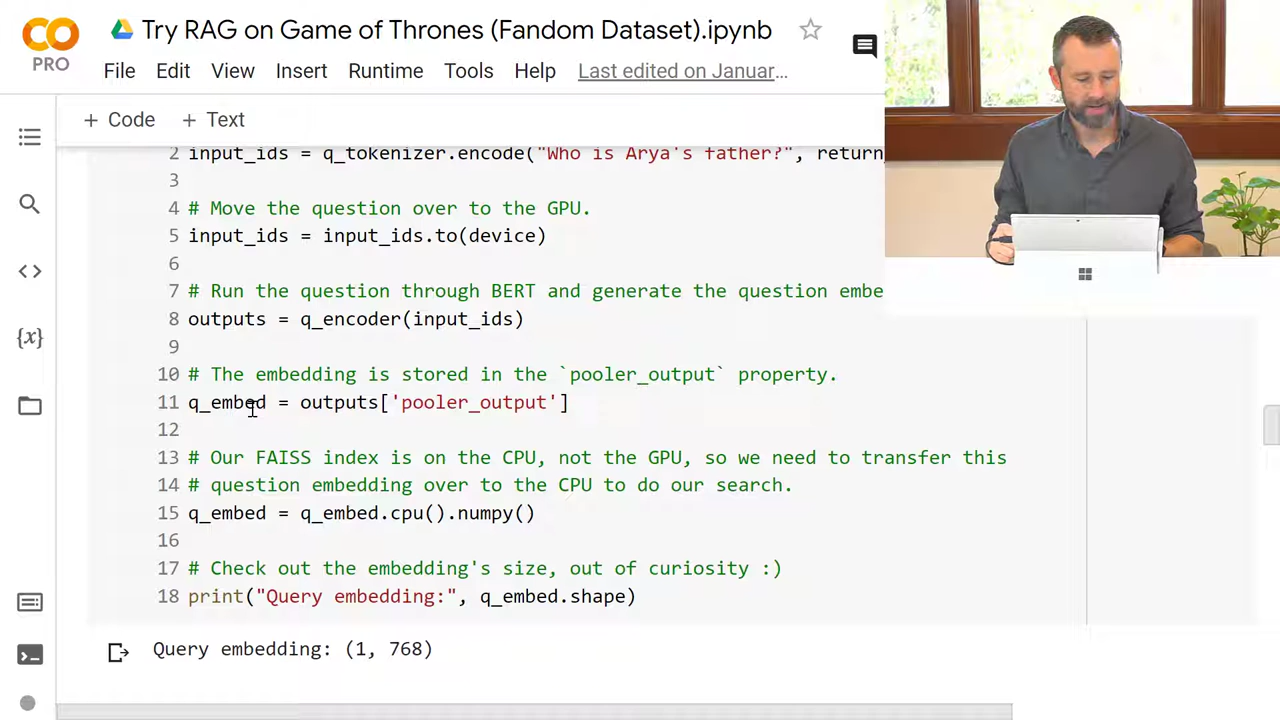 CO PRO
Try RAG on Game of Thrones (Fandom Dataset).ipynb
File Edit View Insert Runtime Tools Help Last edited on Januar…
+ Code + Text
2 input_ids = q_tokenizer.encode("Who is Arya's father?", return
3
4 # Move the question over to the GPU.
5 input_ids = input_ids.to(device)
6
7 # Run the question through BERT and generate the question embe
8 outputs = q_encoder(input_ids)
9
10 # The embedding is stored in the `pooler_output` property.
11 q_embed = outputs['pooler_output']
12
13 # Our FAISS index is on the CPU, not the GPU, so we need to transfer this
14 # question embedding over to the CPU to do our search.
15 q_embed = q_embed.cpu().numpy()
16
17 # Check out the embedding's size, out of curiosity :)
18 print("Query embedding:", q_embed.shape)
Query embedding: (1, 768)